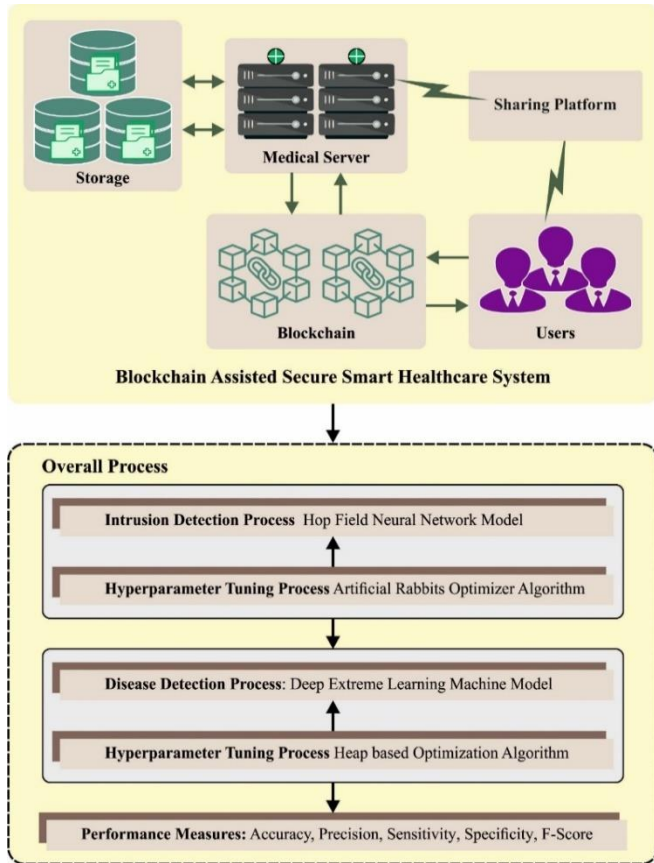 Storage
Medical Server
Sharing Platform
Blockchain
Users
Blockchain Assisted Secure Smart Healthcare System
Overall Process
Intrusion Detection Process Hop Field Neural Network Model
Hyperparameter Tuning Process Artificial Rabbits Optimizer Algorithm
Disease Detection Process: Deep Extreme Learning Machine Model
Hyperparameter Tuning Process Heap based Optimization Algorithm
Performance Measures: Accuracy, Precision, Sensitivity, Specificity, F-Score